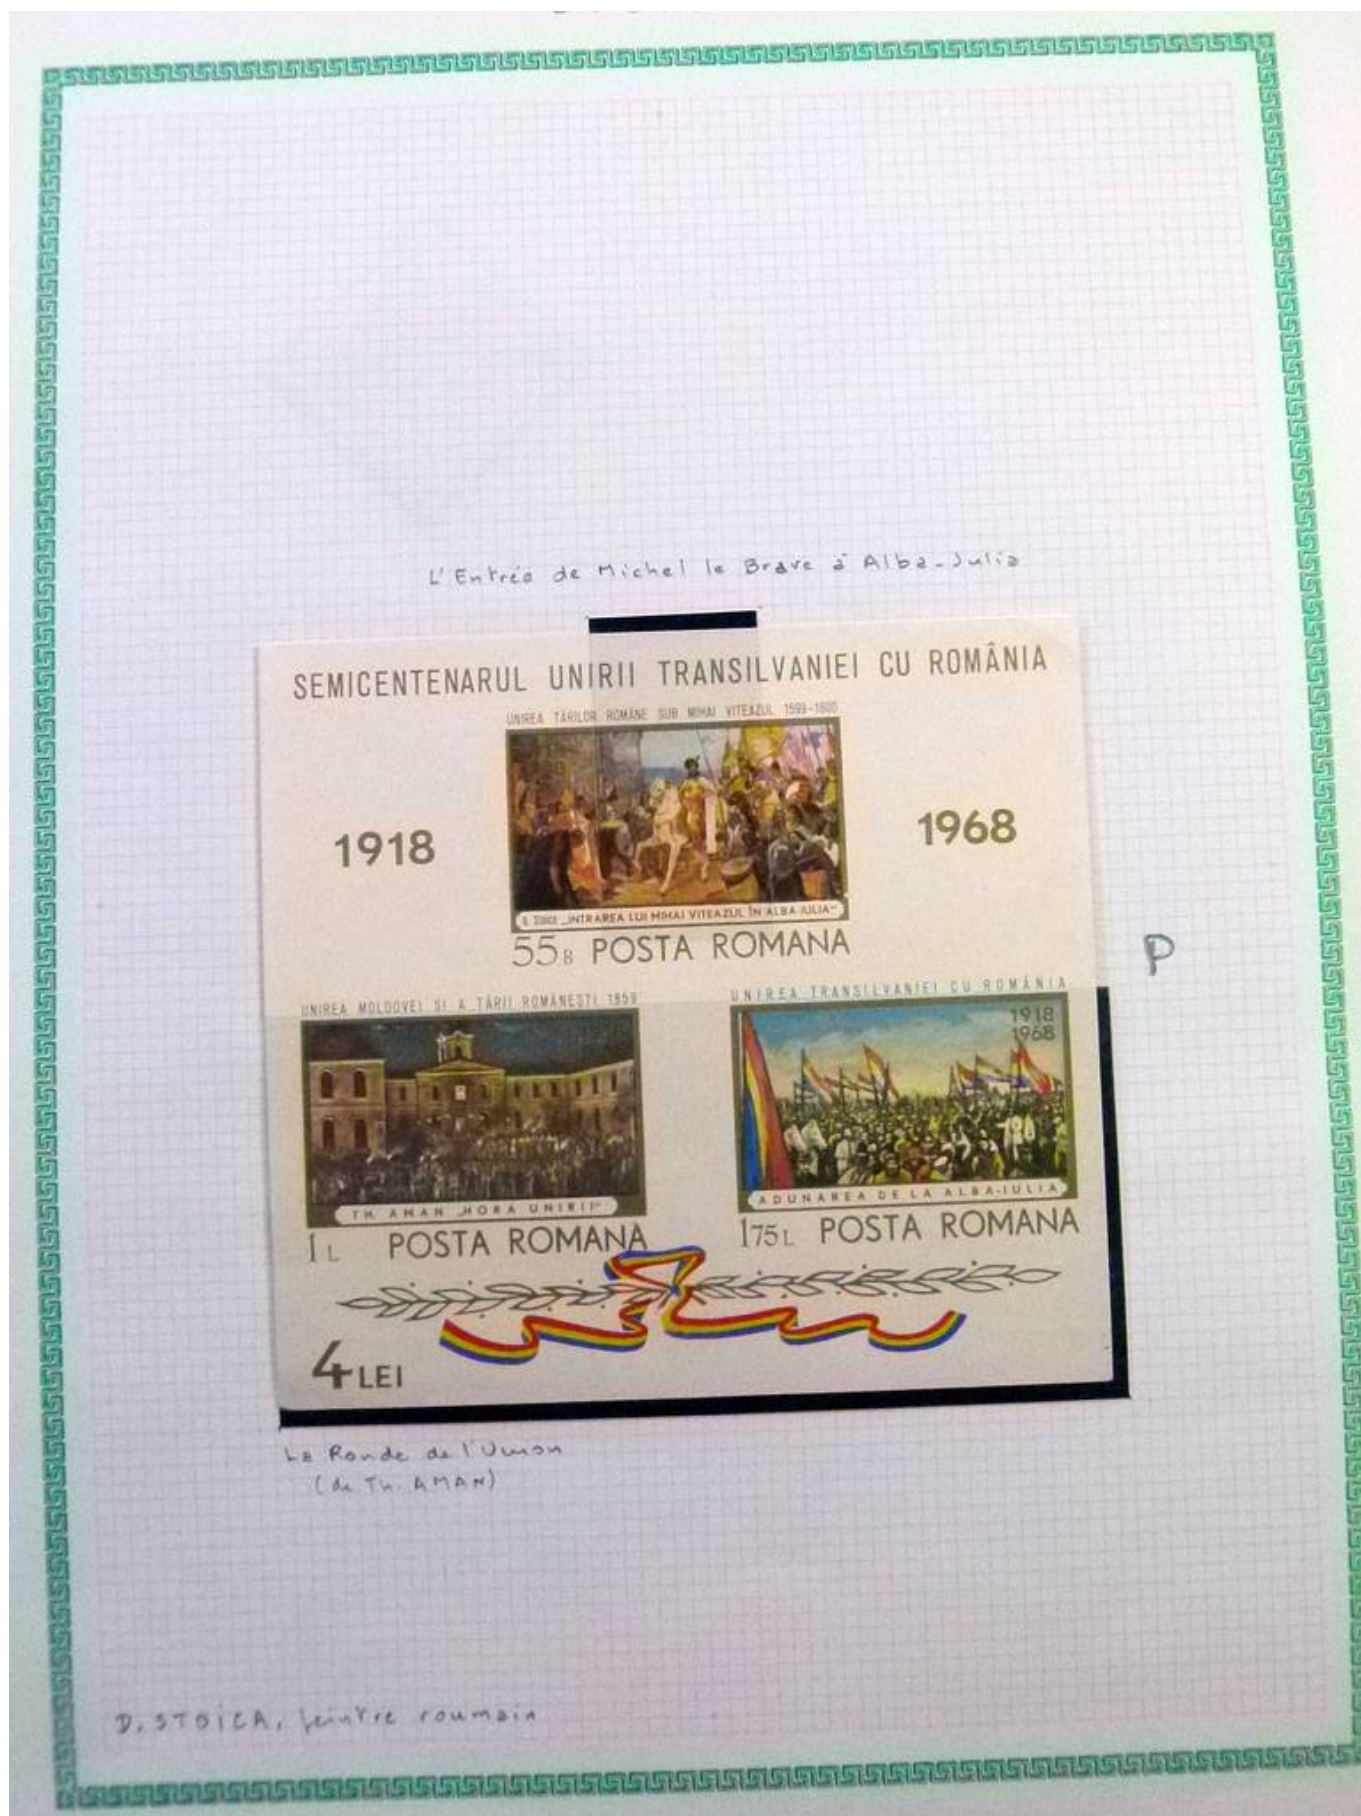 L'Entrée de Michel le Brave à Alba-Julia
SEMICENTENARUL UNIRII TRANSILVANIEI CU ROMÂNIA
UNIREA TĂRILOR ROMÂNE SUB MIHAI VITEAZUL 1599-1600
1918
1968
Stoica „INTRAREA LUI MIHAI VITEAZUL ÎN ALBA IULIA"
55B POSTA ROMANA
P
UNIREA MOLDOVEI SI A TĂRII ROMÂNESTI 1859
UNIREA TRANSILVANIEI CU ROMÂNIA
1918
1968
TH. AMAN „HORA UNIRII"
ADUNAREA DE LA ALBA-IULIA
1L POSTA ROMANA
175L POSTA ROMANA
4 LEI
La Ronde de l'Union
(de Th. AMAN)
D. STOICA, peintre roumain